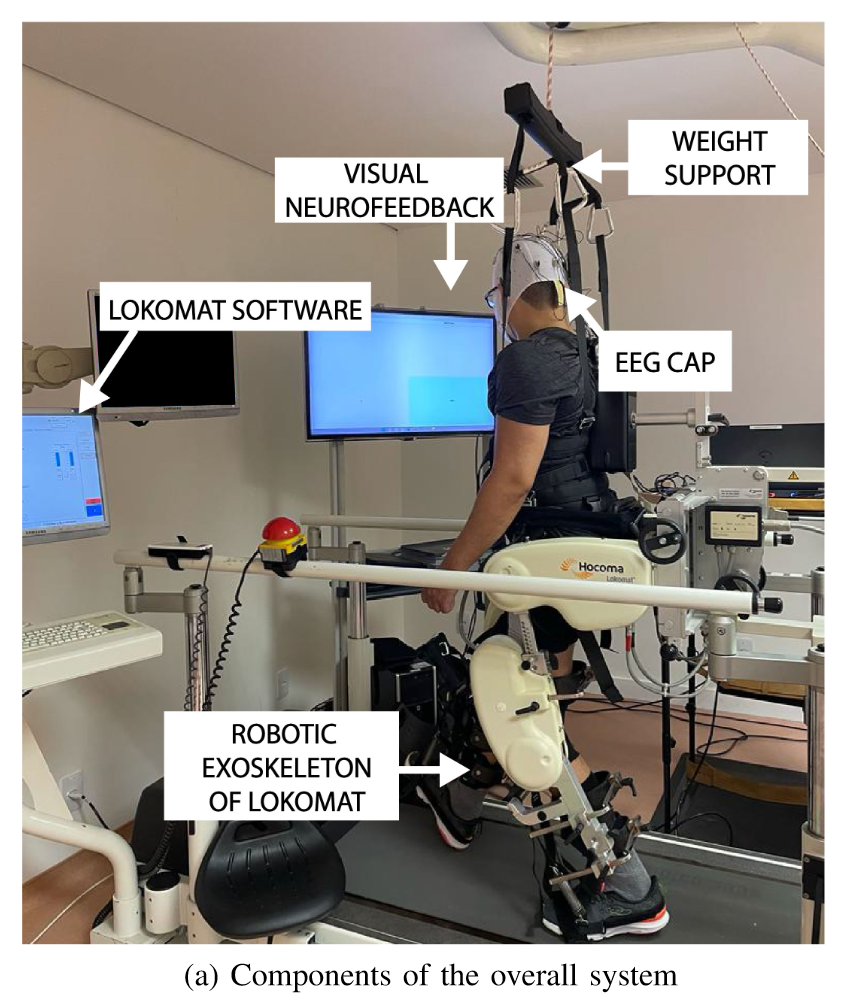 WEIGHT
SUPPORT
VISUAL
NEUROFEEDBACK
LOKOMAT SOFTWARE
EEG CAP
SAMSUNG
Hocoma
Lokomat
ROBOTIC
EXOSKELETON
OF LOKOMAT
(a) Components of the overall system